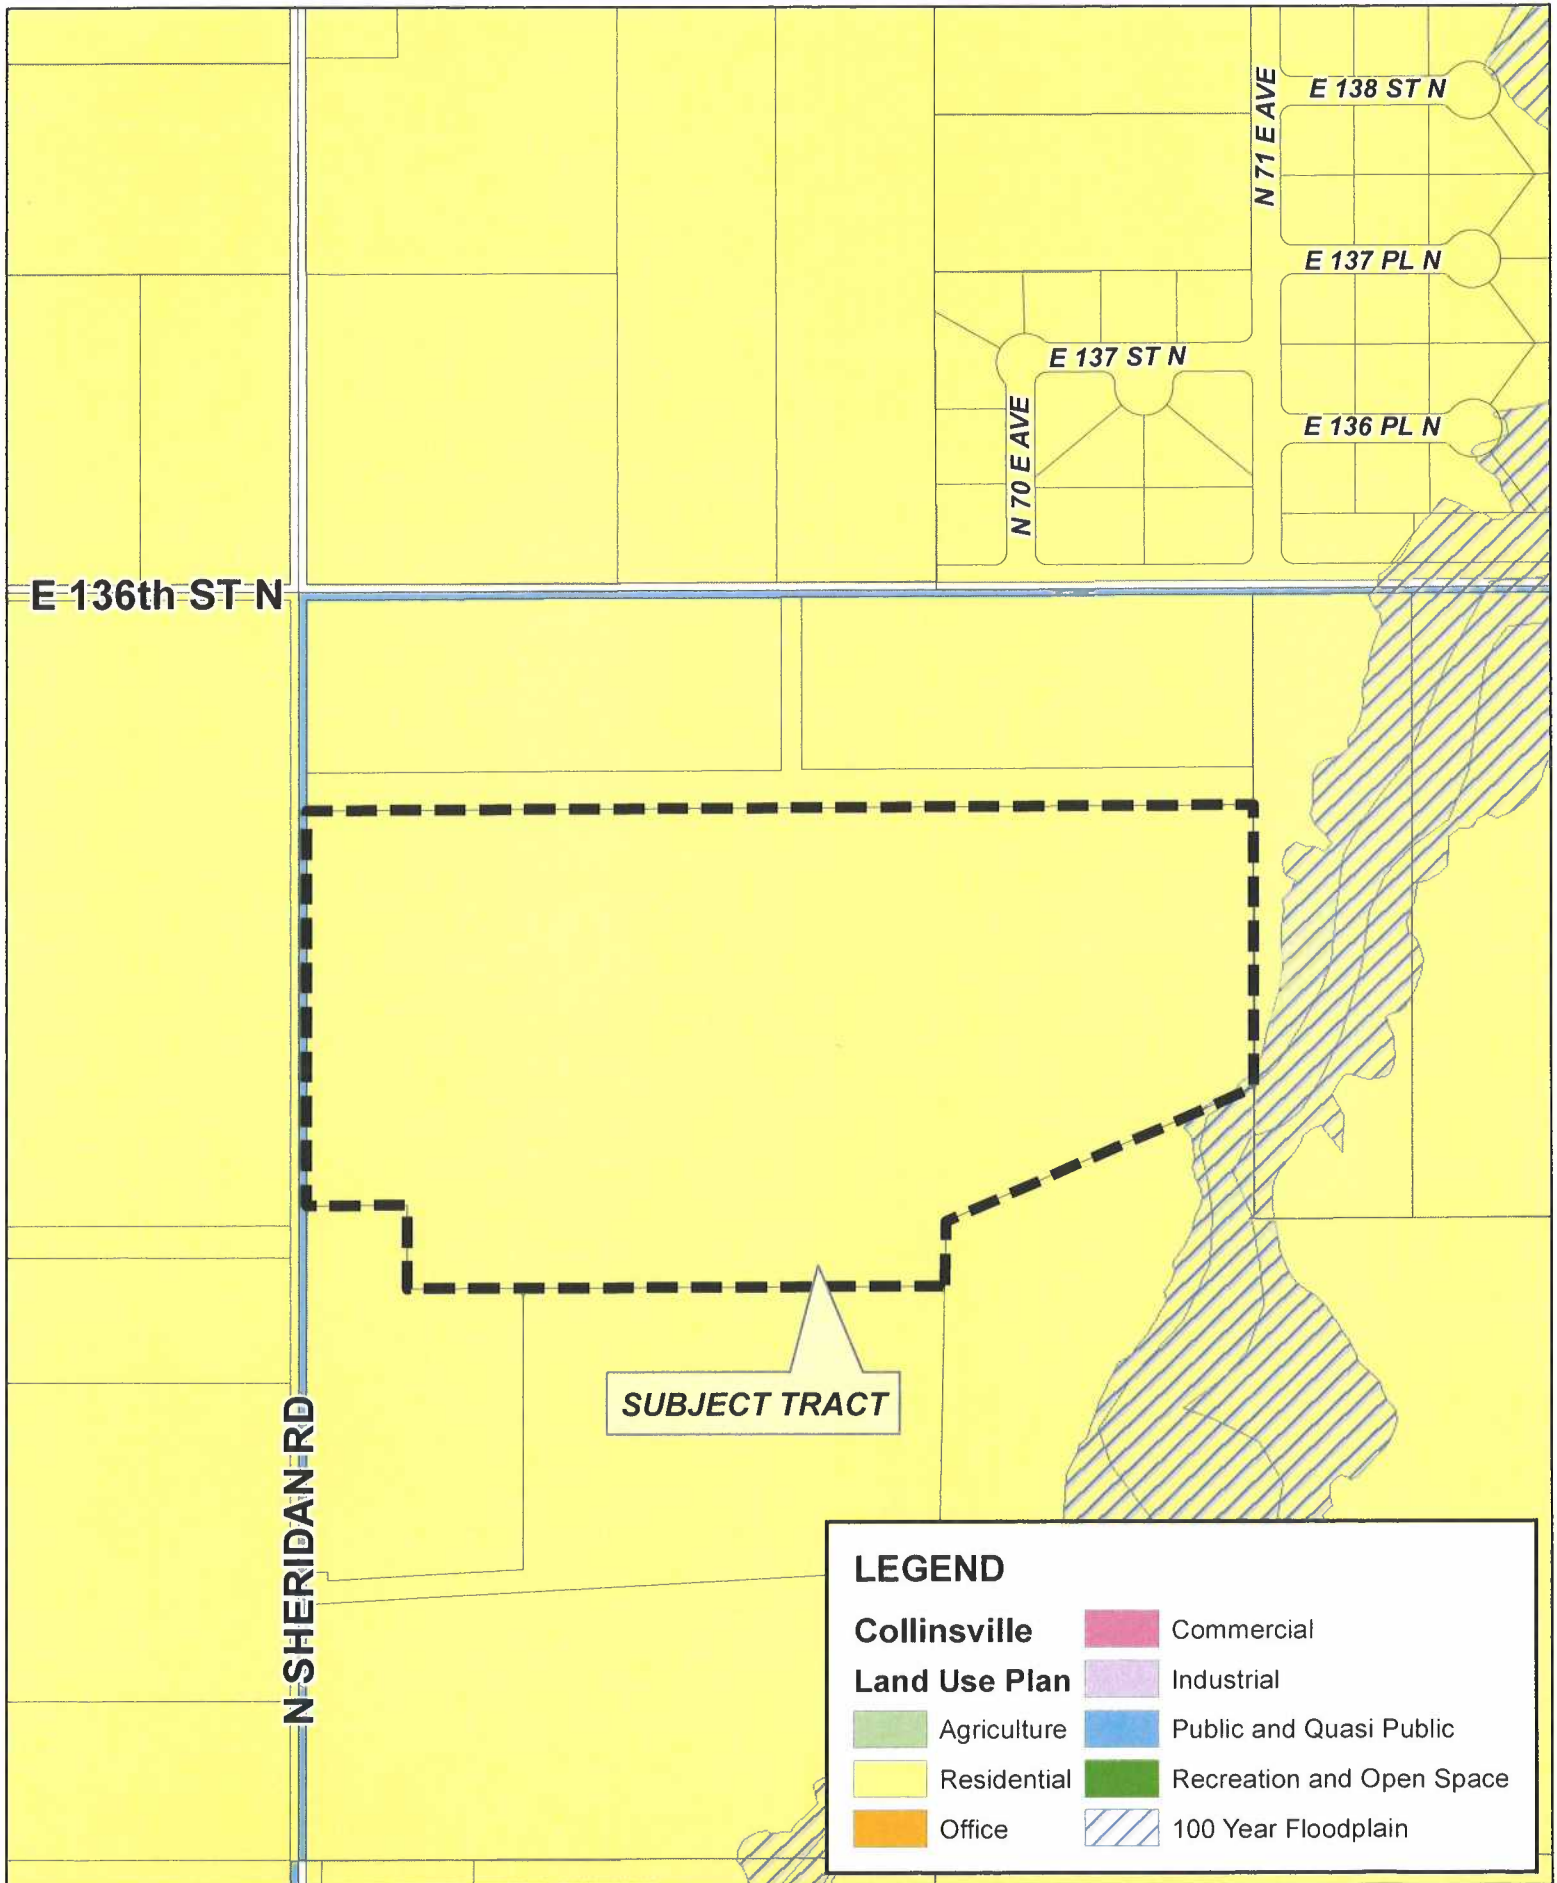 E 138 ST N
N 71 E AVE
E 137 PL N
E 137 ST N
E 136 PL N
N 70 E AVE
E 136th ST N
SUBJECT TRACT
N SHERIDAN RD
LEGEND
Collinsville
Land Use Plan
Agriculture
Residential
Office
Commercial
Industrial
Public and Quasi Public
Recreation and Open Space
100 Year Floodplain